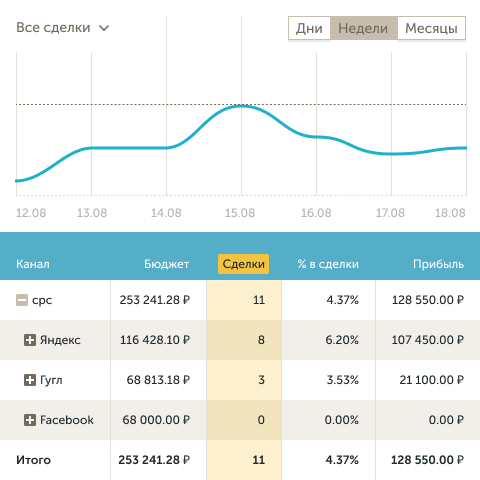 Все сделки Дни Недели Месяцы
12.08 13.08 14.08 15.08 16.08 17.08 18.08
Канал Бюджет Сделки % в сделки Прибыль
cpc 253 241.28 ₽ 11 4.37% 128 550.00 ₽
Яндекс 116 428.10 ₽ 8 6.20% 107 450.00 ₽
Гугл 68 813.18 ₽ 3 3.53% 21 100.00 ₽
Facebook 68 000.00 ₽ 0 0.00% 0.00 ₽
Итого 253 241.28 ₽ 11 4.37% 128 550.00 ₽